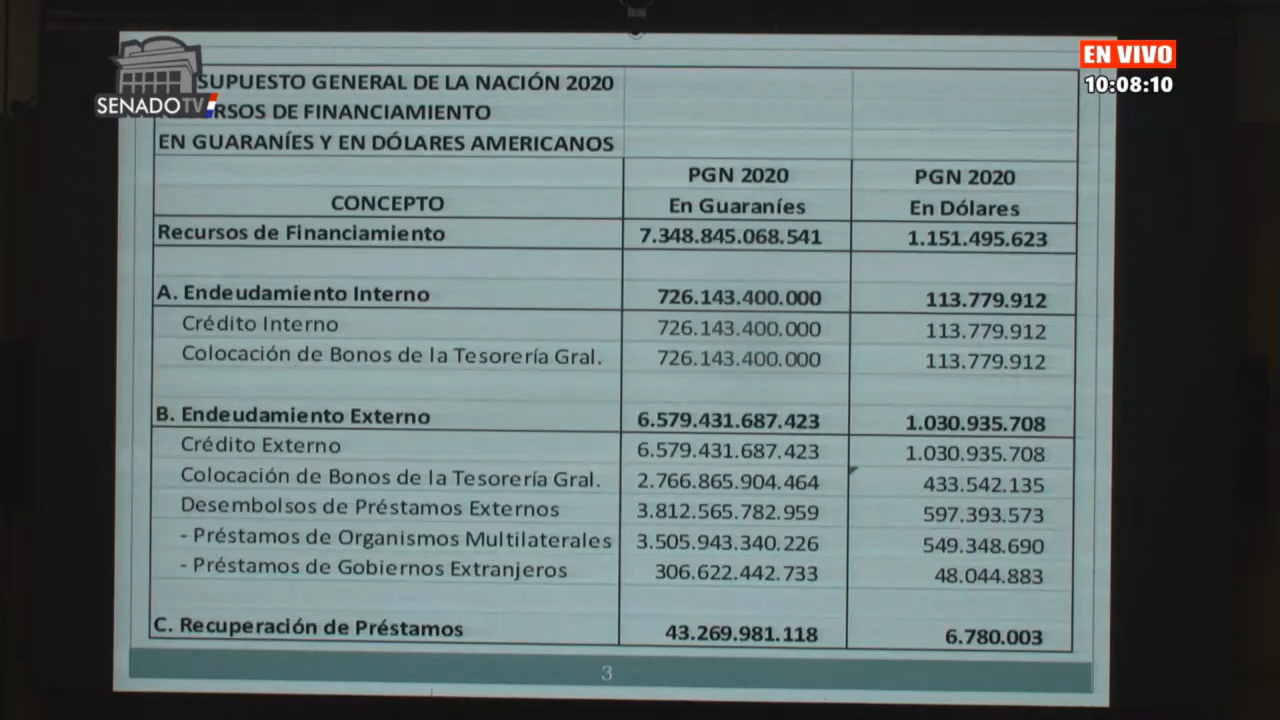 EN VIVO
10:08:10
SENADOTV
SUPUESTO GENERAL DE LA NACIÓN 2020
RSOS DE FINANCIAMIENTO
EN GUARANÍES Y EN DÓLARES AMERICANOS
CONCEPTO PGN 2020 En Guaraníes PGN 2020 En Dólares
Recursos de Financiamiento 7.348.845.068.541 1.151.495.623
A. Endeudamiento Interno 726.143.400.000 113.779.912
Crédito Interno 726.143.400.000 113.779.912
Colocación de Bonos de la Tesorería Gral. 726.143.400.000 113.779.912
B. Endeudamiento Externo 6.579.431.687.423 1.030.935.708
Crédito Externo 6.579.431.687.423 1.030.935.708
Colocación de Bonos de la Tesorería Gral. 2.766.865.904.464 433.542.135
Desembolsos de Préstamos Externos 3.812.565.782.959 597.393.573
- Préstamos de Organismos Multilaterales 3.505.943.340.226 549.348.690
- Préstamos de Gobiernos Extranjeros 306.622.442.733 48.044.883
C. Recuperación de Préstamos 43.269.981.118 6.780.003
3